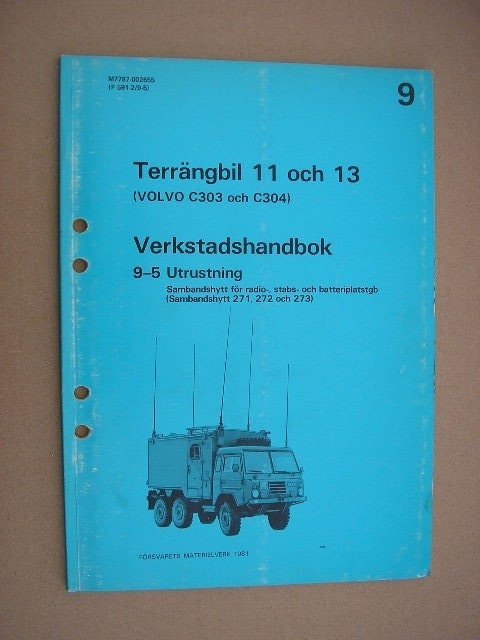 M7787-002655
(F 591-2/9-5)
9
Terrängbil 11 och 13
(VOLVO C303 och C304)
Verkstadshandbok
9–5 Utrustning
Sambandshytt för radio-, stabs- och batteriplatstgb
(Sambandshytt 271, 272 och 273)
FÖRSVARETS MATERIELVERK 1981